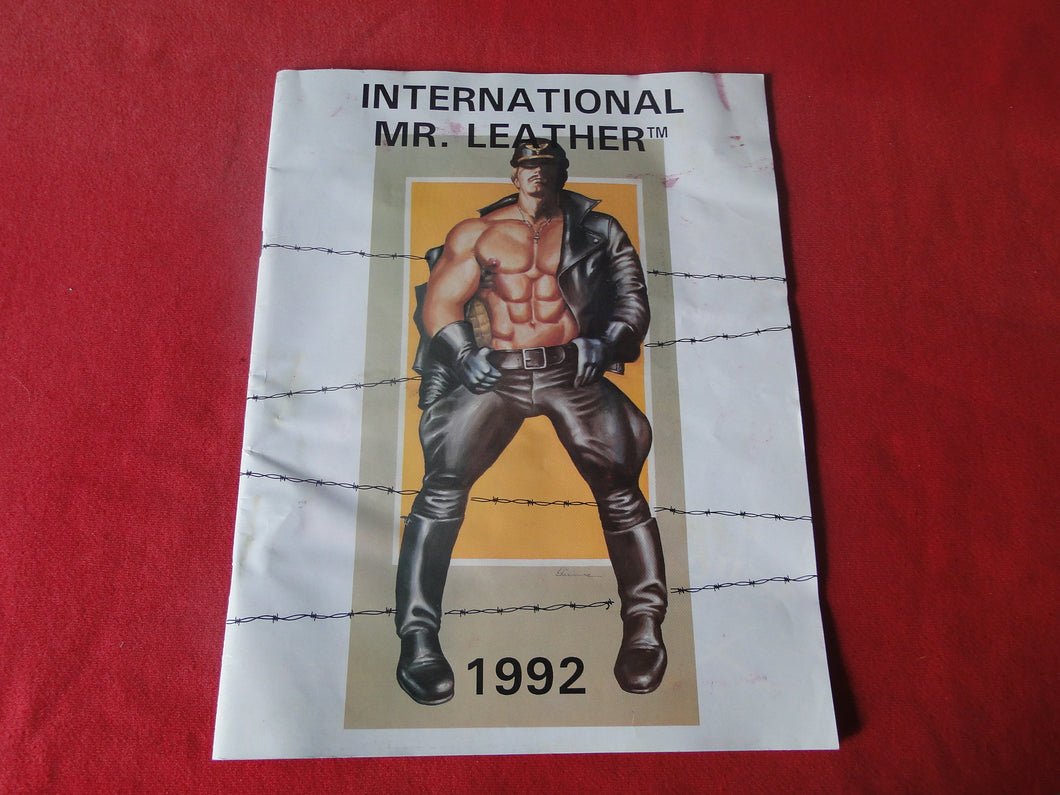 INTERNATIONAL
MR. LEATHER™
1992